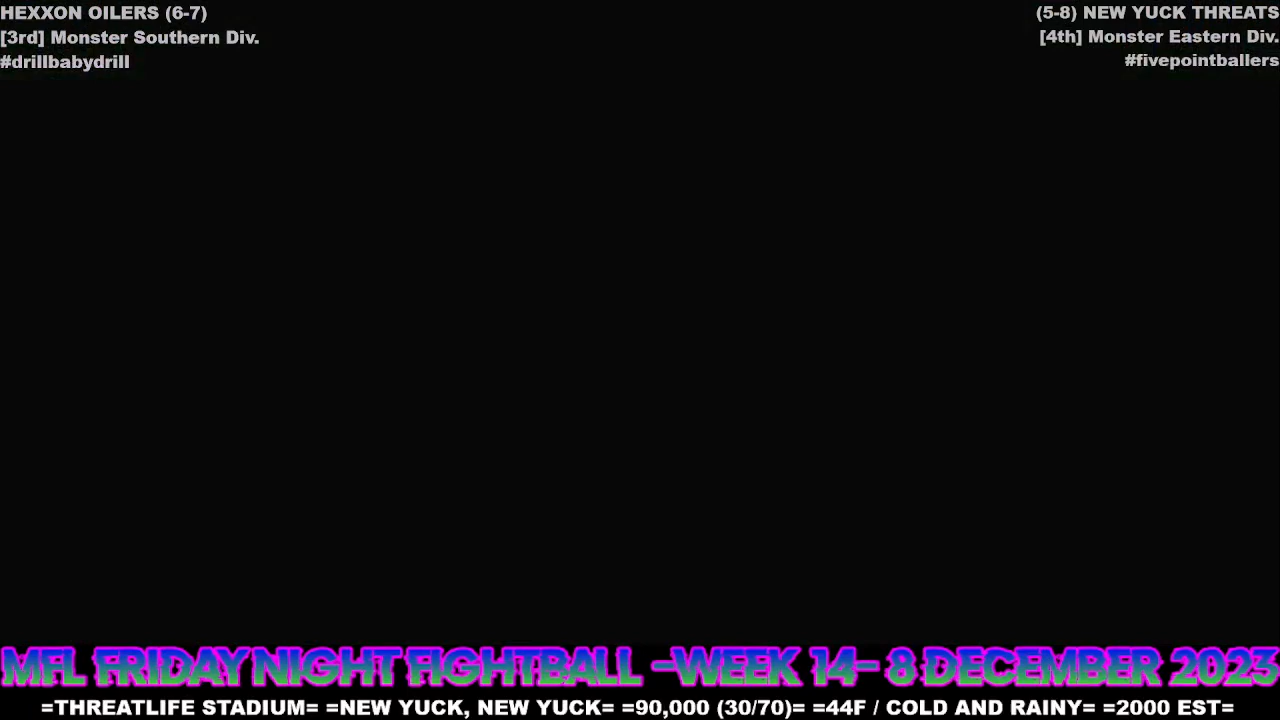 HEXXON OILERS (6-7)
[3rd] Monster Southern Div.
#drillbabydrill
(5-8) NEW YUCK THREATS
[4th] Monster Eastern Div.
#fivepointballers
MFL FRIDAY NIGHT FIGHTBALL -WEEK 14- 8 DECEMBER 2023
=THREATLIFE STADIUM= =NEW YUCK, NEW YUCK= =90,000 (30/70)= =44F / COLD AND RAINY= =2000 EST=